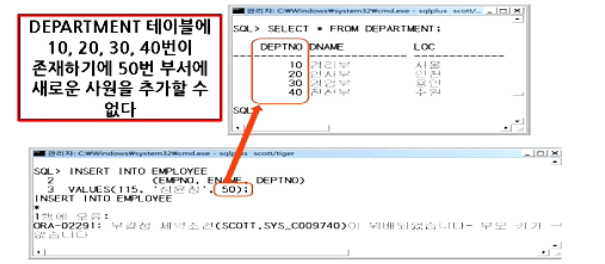 DEPARTMENT 테이블에
10, 20, 30, 40번이
존재하기에 50번 부서에
새로운 사원을 추가할 수
없다
관리자: C:₩Windows₩system32₩cmd.exe - sqlplus scott/...
SQL> SELECT * FROM DEPARTMENT;
DEPTNO DNAME LOC
10 경리부 서울
20 인사부 인천
30 영업부 용인
40 전산부 수원
SQL>
관리자: C:₩Windows₩system32₩cmd.exe - sqlplus scott/tiger
SQL> INSERT INTO EMPLOYEE
2 (EMPNO, ENAME, DEPTNO)
3 VALUES(115, '심윤정', 50);
INSERT INTO EMPLOYEE
*
1행에 오류:
ORA-02291: 무결성 제약조건(SCOTT.SYS_C009740)이 위배되었습니다- 부모 키가
없습니다